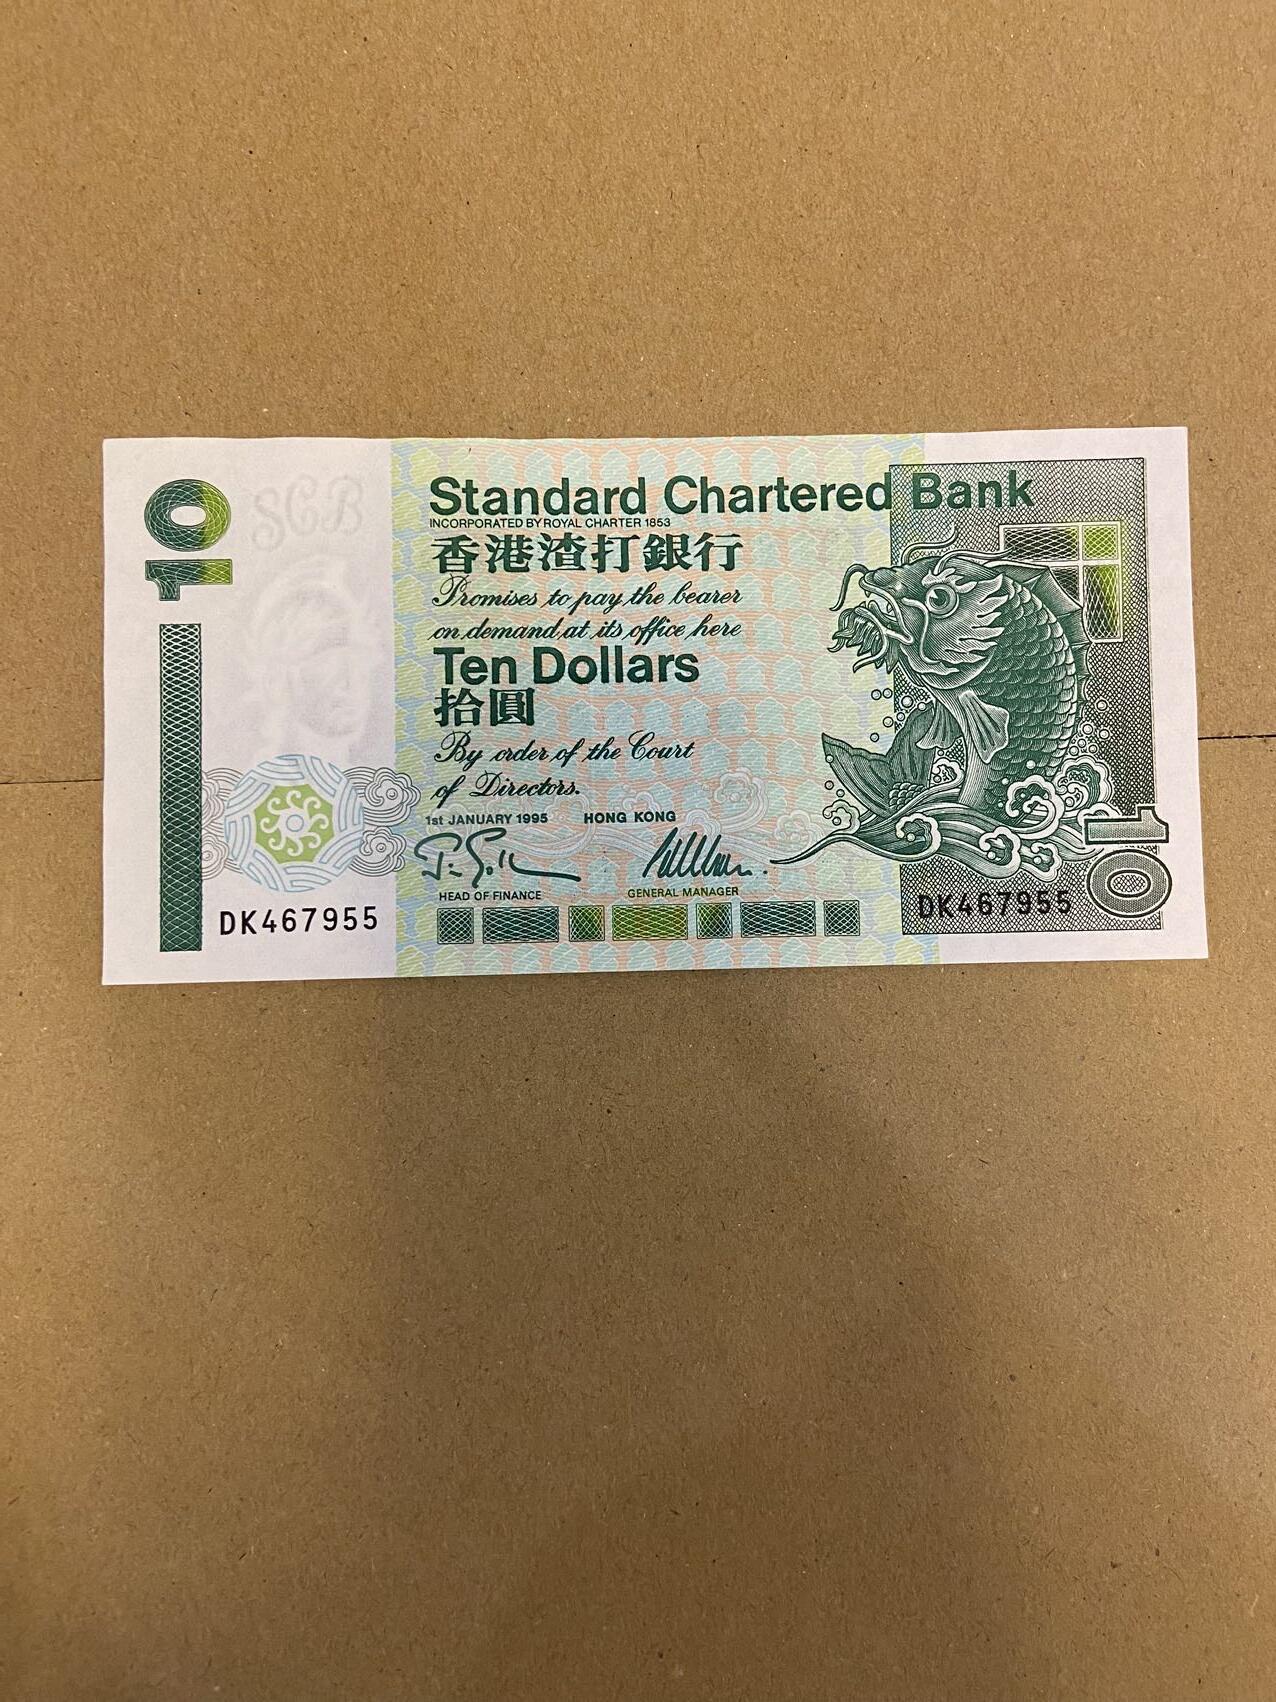 10
SCB
Standard Chartered Bank
INCORPORATED BY ROYAL CHARTER 1853
香港渣打銀行
Promises to pay the bearer
on demand at its office here
Ten Dollars
拾圓
By order of the Court
of Directors.
1st JANUARY 1995 HONG KONG
HEAD OF FINANCE GENERAL MANAGER
DK467955
DK467955
10